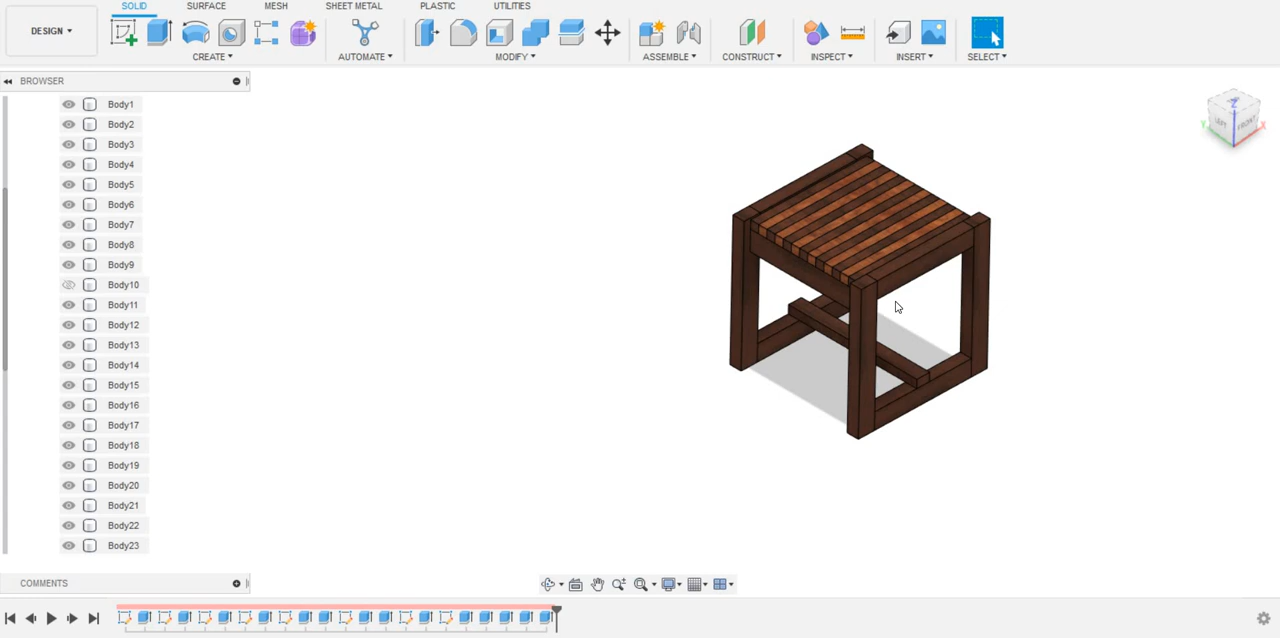 SOLID SURFACE MESH SHEET METAL PLASTIC UTILITIES
DESIGN
CREATE AUTOMATE MODIFY ASSEMBLE CONSTRUCT INSPECT INSERT SELECT
BROWSER
Body1
Body2
Body3
Body4
Body5
Body6
Body7
Body8
Body9
Body10
Body11
Body12
Body13
Body14
Body15
Body16
Body17
Body18
Body19
Body20
Body21
Body22
Body23
Z
Y LEFT FRONT X
COMMENTS